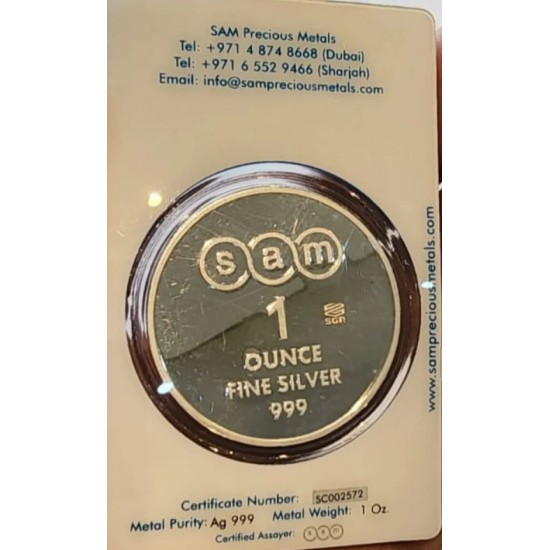 SAM Precious Metals
Tel: +971 4 874 8668 (Dubai)
Tel: +971 6 552 9466 (Sharjah)
Email: info@sampreciousmetals.com
sam
1
SGR
OUNCE
FINE SILVER
999
www.sampreciousmetals.com
Certificate Number: SC002572
Metal Purity: Ag 999 Metal Weight: 1 Oz.
Certified Assayer: sam